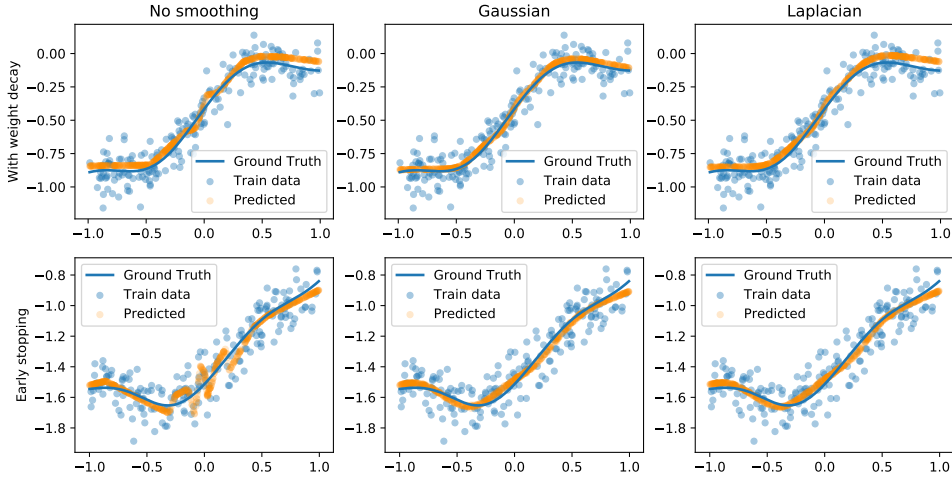 No smoothing
Gaussian
Laplacian
With weight decay
0.00
−0.25
−0.50
−0.75
−1.00
Ground Truth
Train data
Predicted
−1.0 −0.5 0.0 0.5 1.0
0.00
−0.25
−0.50
−0.75
−1.00
Ground Truth
Train data
Predicted
−1.0 −0.5 0.0 0.5 1.0
0.00
−0.25
−0.50
−0.75
−1.00
Ground Truth
Train data
Predicted
−1.0 −0.5 0.0 0.5 1.0
Early stopping
−0.8
−1.0
−1.2
−1.4
−1.6
−1.8
Ground Truth
Train data
Predicted
−1.0 −0.5 0.0 0.5 1.0
−0.8
−1.0
−1.2
−1.4
−1.6
−1.8
Ground Truth
Train data
Predicted
−1.0 −0.5 0.0 0.5 1.0
−0.8
−1.0
−1.2
−1.4
−1.6
−1.8
Ground Truth
Train data
Predicted
−1.0 −0.5 0.0 0.5 1.0